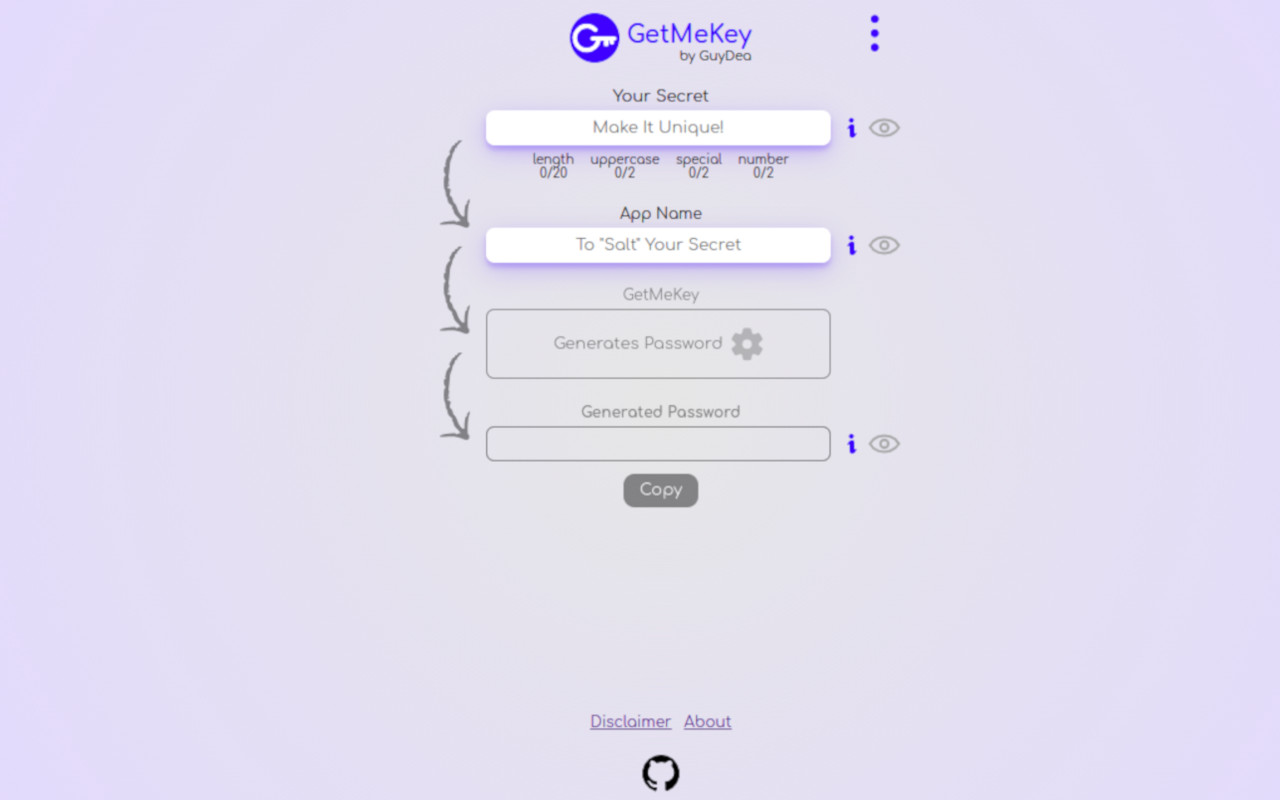 GetMeKey
by GuyDea
Your Secret
Make It Unique!
length uppercase special number
0/20 0/2 0/2 0/2
App Name
To "Salt" Your Secret
GetMeKey
Generates Password
Generated Password
Copy
Disclaimer About